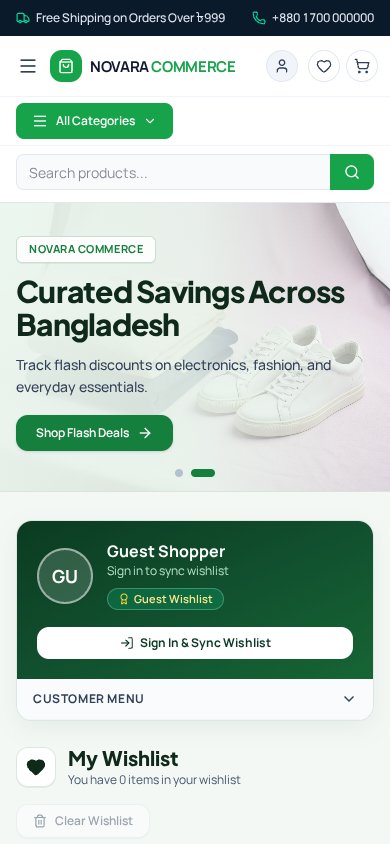 Free Shipping on Orders Over ৳999
+880 1700 000000
NOVARA COMMERCE
All Categories
Search products...
NOVARA COMMERCE
Curated Savings Across
Bangladesh
Track flash discounts on electronics, fashion, and
everyday essentials.
Shop Flash Deals
GU
Guest Shopper
Sign in to sync wishlist
Guest Wishlist
Sign In & Sync Wishlist
CUSTOMER MENU
My Wishlist
You have 0 items in your wishlist
Clear Wishlist